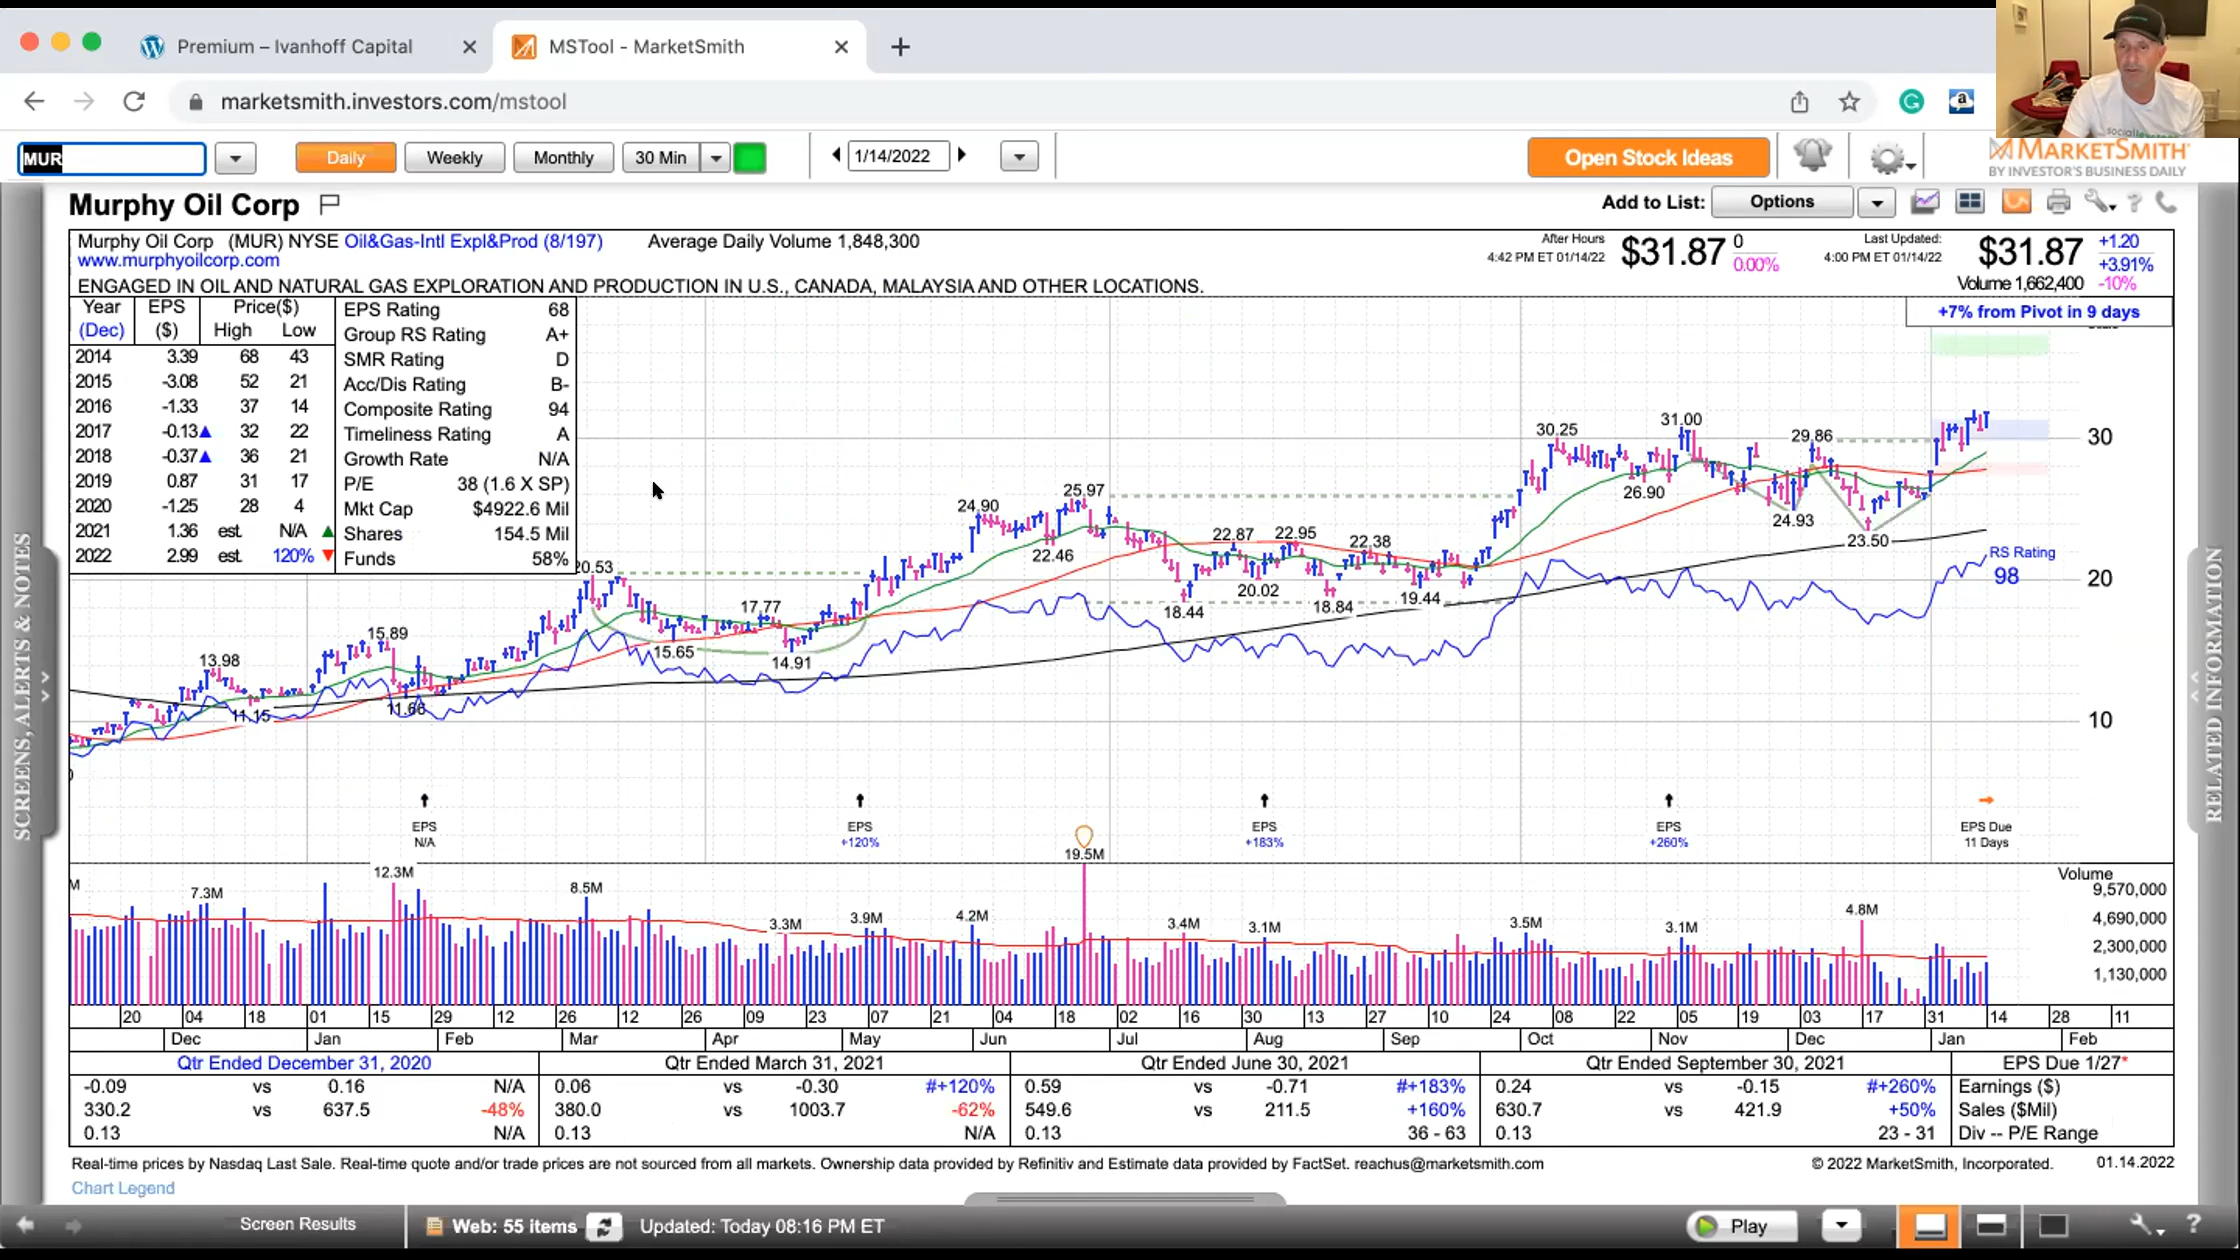 Premium – Ivanhoff Capital
MSTool - MarketSmith
marketsmith.investors.com/mstool
MUR Daily Weekly Monthly 30 Min 1/14/2022 Open Stock Ideas
MARKETSMITH
BY INVESTOR'S BUSINESS DAILY
Murphy Oil Corp
Add to List: Options
Murphy Oil Corp (MUR) NYSE Oil&Gas-Intl Expl&Prod (8/197) Average Daily Volume 1,848,300
www.murphyoilcorp.com
After Hours
4:42 PM ET 01/14/22
$31.87
0
0.00%
Last Updated:
4:00 PM ET 01/14/22
$31.87
+1.20
+3.91%
Volume 1,662,400 -10%
ENGAGED IN OIL AND NATURAL GAS EXPLORATION AND PRODUCTION IN U.S., CANADA, MALAYSIA AND OTHER LOCATIONS.
+7% from Pivot in 9 days
Year EPS Price($)
(Dec) ($) High Low
2014 3.39 68 43
2015 -3.08 52 21
2016 -1.33 37 14
2017 -0.13 32 22
2018 -0.37 36 21
2019 0.87 31 17
2020 -1.25 28 4
2021 1.36 est. N/A
2022 2.99 est. 120%
EPS Rating 68
Group RS Rating A+
SMR Rating D
Acc/Dis Rating B-
Composite Rating 94
Timeliness Rating A
Growth Rate N/A
P/E 38 (1.6 X SP)
Mkt Cap $4922.6 Mil
Shares 154.5 Mil
Funds 58%
31.00
30.25
29.86
30
26.90
25.97
24.90
24.93
22.46
22.87
22.95
22.38
23.50
RS Rating
98
20.53
20
20.02
18.44
18.84
19.44
17.77
15.89
15.65
14.91
13.98
11.15
11.66
10
EPS
N/A
EPS
+120%
EPS
+183%
EPS
+260%
EPS Due
11 Days
19.5M
Volume
9,570,000
4,690,000
2,300,000
1,130,000
7.3M
12.3M
8.5M
3.3M
3.9M
4.2M
3.4M
3.1M
3.5M
3.1M
4.8M
20 04 18 01 15 29 12 26 12 26 09 23 07 21 04 18 02 16 30 13 27 10 24 08 22 05 19 03 17 31 14 28 11
Dec Jan Feb Mar Apr May Jun Jul Aug Sep Oct Nov Dec Jan Feb
Qtr Ended December 31, 2020 Qtr Ended March 31, 2021 Qtr Ended June 30, 2021 Qtr Ended September 30, 2021 EPS Due 1/27*
-0.09 vs 0.16 N/A 0.06 vs -0.30 #+120% 0.59 vs -0.71 #+183% 0.24 vs -0.15 #+260% Earnings ($)
330.2 vs 637.5 -48% 380.0 vs 1003.7 -62% 549.6 vs 211.5 +160% 630.7 vs 421.9 +50% Sales ($Mil)
0.13 N/A 0.13 N/A 0.13 36 - 63 0.13 23 - 31 Div -- P/E Range
Real-time prices by Nasdaq Last Sale. Real-time quote and/or trade prices are not sourced from all markets. Ownership data provided by Refinitiv and Estimate data provided by FactSet. reachus@marketsmith.com
© 2022 MarketSmith, Incorporated. 01.14.2022
Chart Legend
SCREENS, ALERTS & NOTES
RELATED INFORMATION
Screen Results Web: 55 items Updated: Today 08:16 PM ET Play